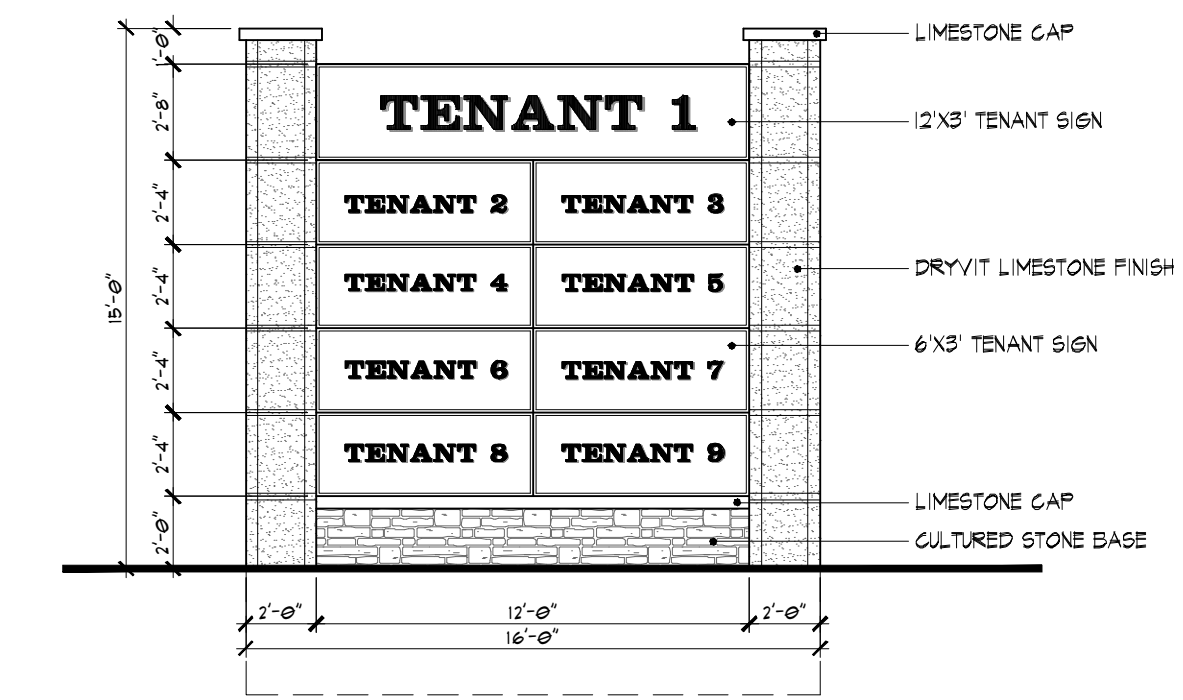 LIMESTONE CAP
1'-0"
TENANT 1
2'-8"
12'X3' TENANT SIGN
TENANT 2
TENANT 3
2'-4"
DRYVIT LIMESTONE FINISH
TENANT 4
TENANT 5
2'-4"
15'-0"
6'X3' TENANT SIGN
TENANT 6
TENANT 7
2'-4"
TENANT 8
TENANT 9
2'-4"
LIMESTONE CAP
CULTURED STONE BASE
2'-0"
2'-0"
12'-0"
2'-0"
16'-0"